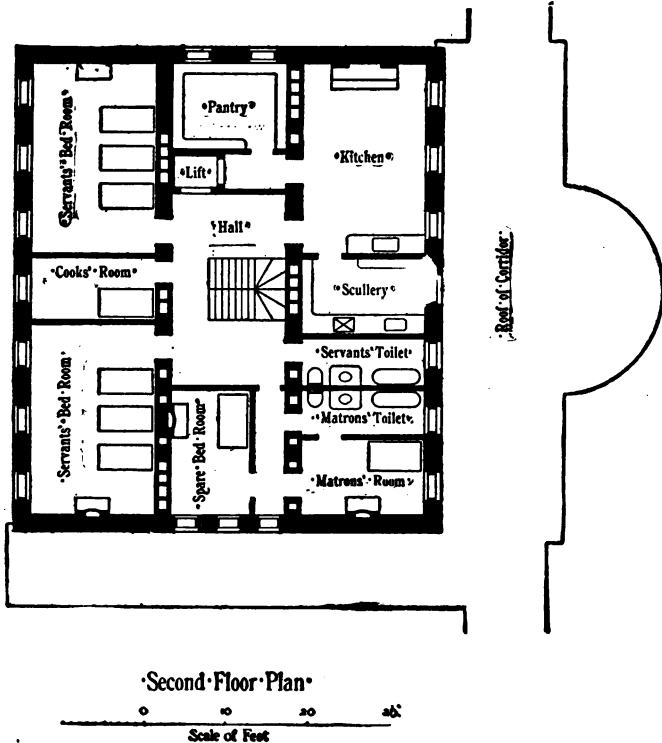 ·Pantry·
·Kitchen·
·Servants' Bed Room·
·Lift·
·Hall·
·Cooks' Room·
·Scullery·
·Roof of Corridor·
·Servants' Toilet·
·Matrons' Toilet·
·Servants' Bed Room·
·Spare Bed Room·
·Matrons' Room·
·Second·Floor·Plan·
0 10 20
Scale of Feet